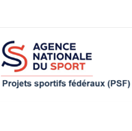 AGENCE
NATIONALE
DU SPORT
Projets sportifs fédéraux (PSF)